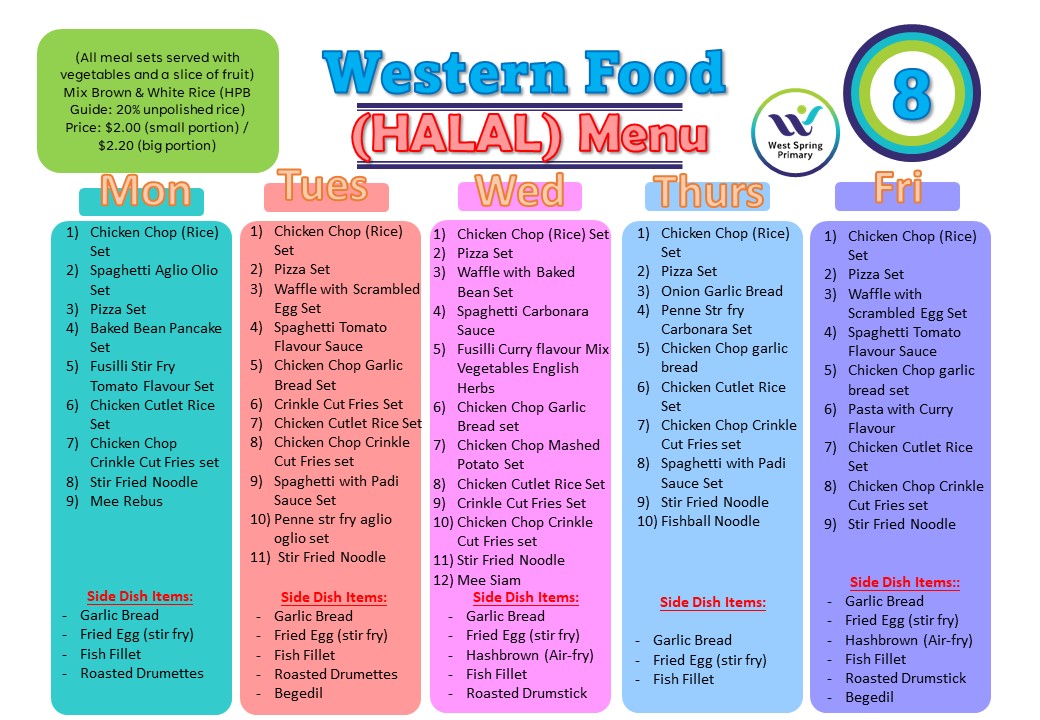 (All meal sets served with
vegetables and a slice of fruit)
Mix Brown & White Rice (HPB
Guide: 20% unpolished rice)
Price: $2.00 (small portion) /
$2.20 (big portion)
Western Food
(HALAL) Menu
West Spring
Primary
8
Mon
1) Chicken Chop (Rice)
Set
2) Spaghetti Aglio Olio
Set
3) Pizza Set
4) Baked Bean Pancake
Set
5) Fusilli Stir Fry
Tomato Flavour Set
6) Chicken Cutlet Rice
Set
7) Chicken Chop
Crinkle Cut Fries set
8) Stir Fried Noodle
9) Mee Rebus
Side Dish Items:
- Garlic Bread
- Fried Egg (stir fry)
- Fish Fillet
- Roasted Drumettes
Tues
1) Chicken Chop (Rice)
Set
2) Pizza Set
3) Waffle with Scrambled
Egg Set
4) Spaghetti Tomato
Flavour Sauce
5) Chicken Chop Garlic
Bread Set
6) Crinkle Cut Fries Set
7) Chicken Cutlet Rice Set
8) Chicken Chop Crinkle
Cut Fries set
9) Spaghetti with Padi
Sauce Set
10) Penne str fry aglio
oglio set
11) Stir Fried Noodle
Side Dish Items:
- Garlic Bread
- Fried Egg (stir fry)
- Fish Fillet
- Roasted Drumettes
- Begedil
Wed
1) Chicken Chop (Rice) Set
2) Pizza Set
3) Waffle with Baked
Bean Set
4) Spaghetti Carbonara
Sauce
5) Fusilli Curry flavour Mix
Vegetables English
Herbs
6) Chicken Chop Garlic
Bread set
7) Chicken Chop Mashed
Potato Set
8) Chicken Cutlet Rice Set
9) Crinkle Cut Fries Set
10) Chicken Chop Crinkle
Cut Fries set
11) Stir Fried Noodle
12) Mee Siam
Side Dish Items:
- Garlic Bread
- Fried Egg (stir fry)
- Hashbrown (Air-fry)
- Fish Fillet
- Roasted Drumstick
Thurs
1) Chicken Chop (Rice)
Set
2) Pizza Set
3) Onion Garlic Bread
4) Penne Str fry
Carbonara Set
5) Chicken Chop garlic
bread
6) Chicken Cutlet Rice
Set
7) Chicken Chop Crinkle
Cut Fries set
8) Spaghetti with Padi
Sauce Set
9) Stir Fried Noodle
10) Fishball Noodle
Side Dish Items:
- Garlic Bread
- Fried Egg (stir fry)
- Fish Fillet
Fri
1) Chicken Chop (Rice)
Set
2) Pizza Set
3) Waffle with
Scrambled Egg Set
4) Spaghetti Tomato
Flavour Sauce
5) Chicken Chop garlic
bread set
6) Pasta with Curry
Flavour
7) Chicken Cutlet Rice
Set
8) Chicken Chop Crinkle
Cut Fries set
9) Stir Fried Noodle
Side Dish Items::
- Garlic Bread
- Fried Egg (stir fry)
- Hashbrown (Air-fry)
- Fish Fillet
- Roasted Drumstick
- Begedil